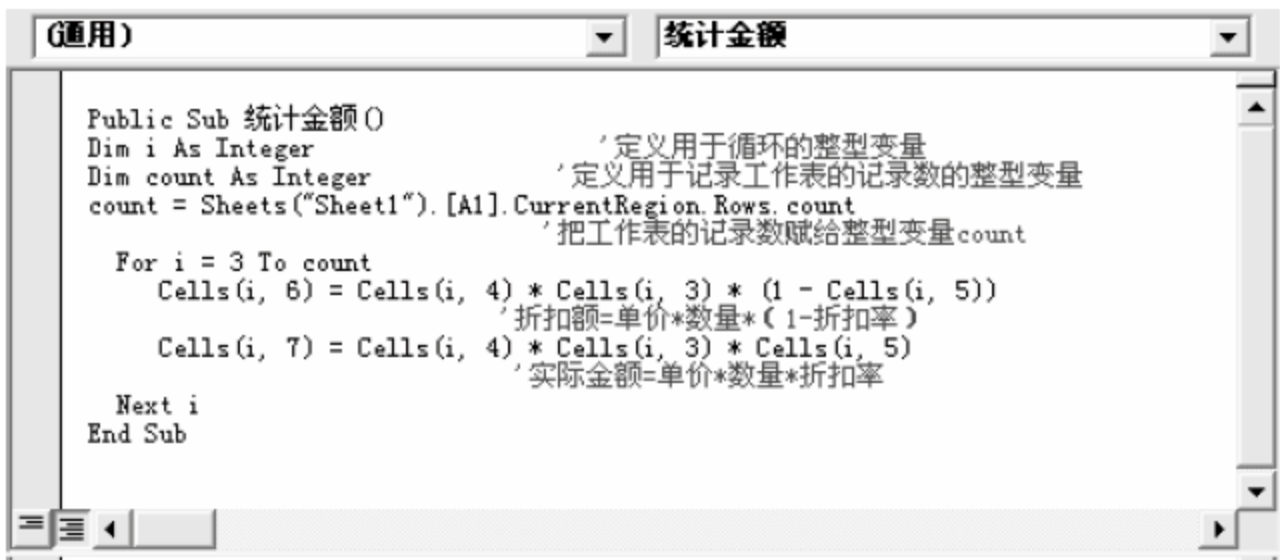 (通用)
统计金额
Public Sub 统计金额()
Dim i As Integer '定义用于循环的整型变量
Dim count As Integer '定义用于记录工作表的记录数的整型变量
count = Sheets("Sheet1").[A1].CurrentRegion.Rows.count
'把工作表的记录数赋给整型变量count
For i = 3 To count
Cells(i, 6) = Cells(i, 4) * Cells(i, 3) * (1 - Cells(i, 5))
'折扣额=单价*数量*(1-折扣率)
Cells(i, 7) = Cells(i, 4) * Cells(i, 3) * Cells(i, 5)
'实际金额=单价*数量*折扣率
Next i
End Sub